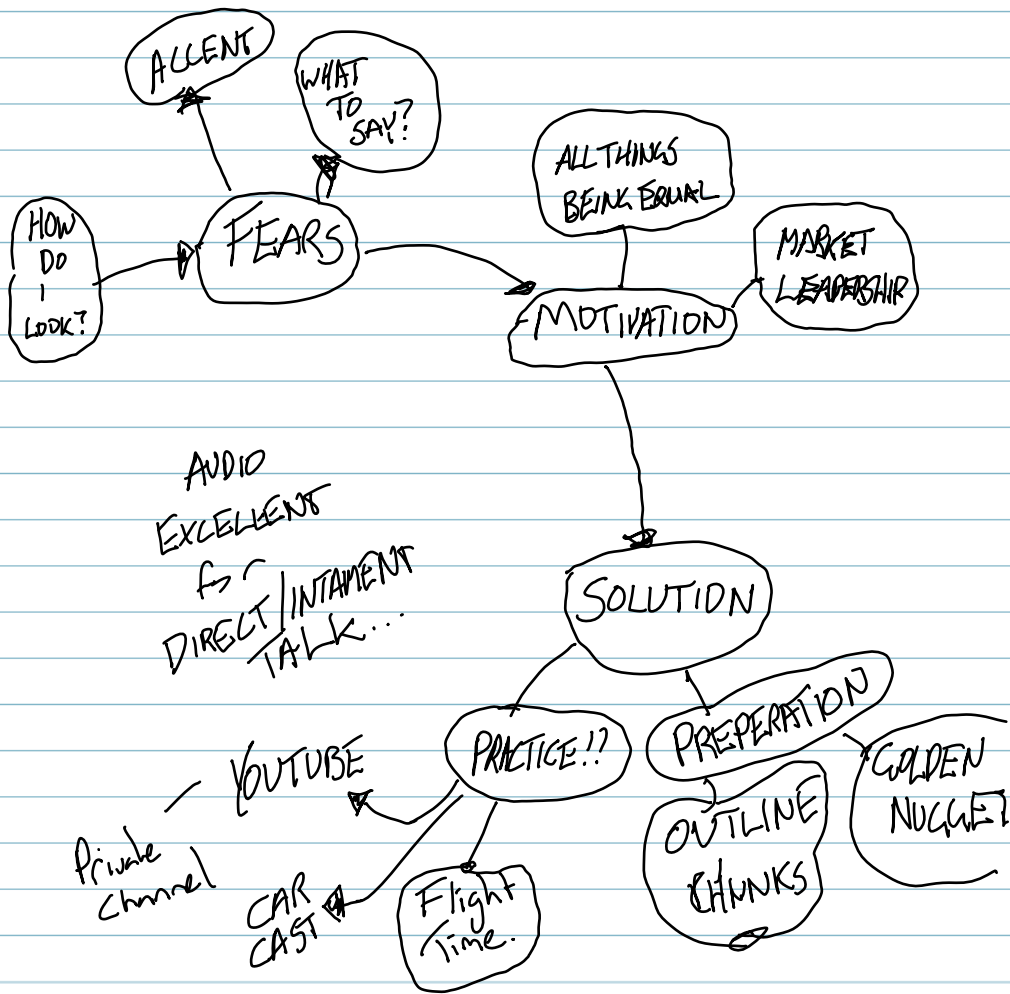 ACCENT
WHAT
TO
SAY?
HOW
DO
I
LOOK?
FEARS
ALL THINGS
BEING EQUAL
MARKET
LEADERSHIP
MOTIVATION
AUDIO
EXCELLENT
for
DIRECT/INTAMENT
TALK...
SOLUTION
PRACTICE!?
PREPERATION
GOLDEN
NUGGET
OUTLINE
CHUNKS
YOUTUBE
Private
Channel
CAR
CAST
Flight
Time.